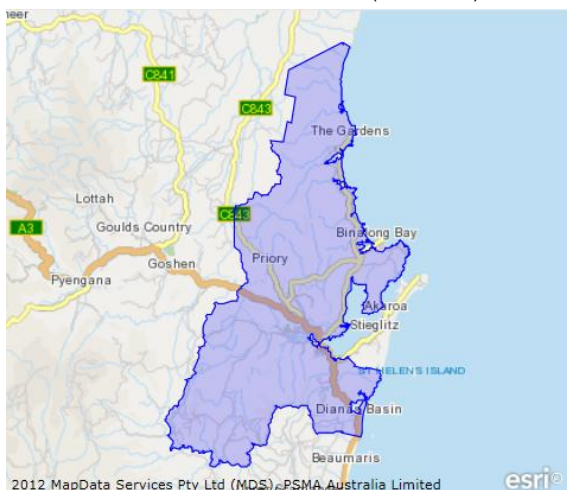 C841
C843
The Gardens
Lottah
C843
A3
Goulds Country
Binalong Bay
Goshen
Priory
Pyengana
Akaroa
Stieglitz
ST HELENS ISLAND
Dianas Basin
Beaumaris
2012 MapData Services Pty Ltd (MDS), PSMA Australia Limited
esri